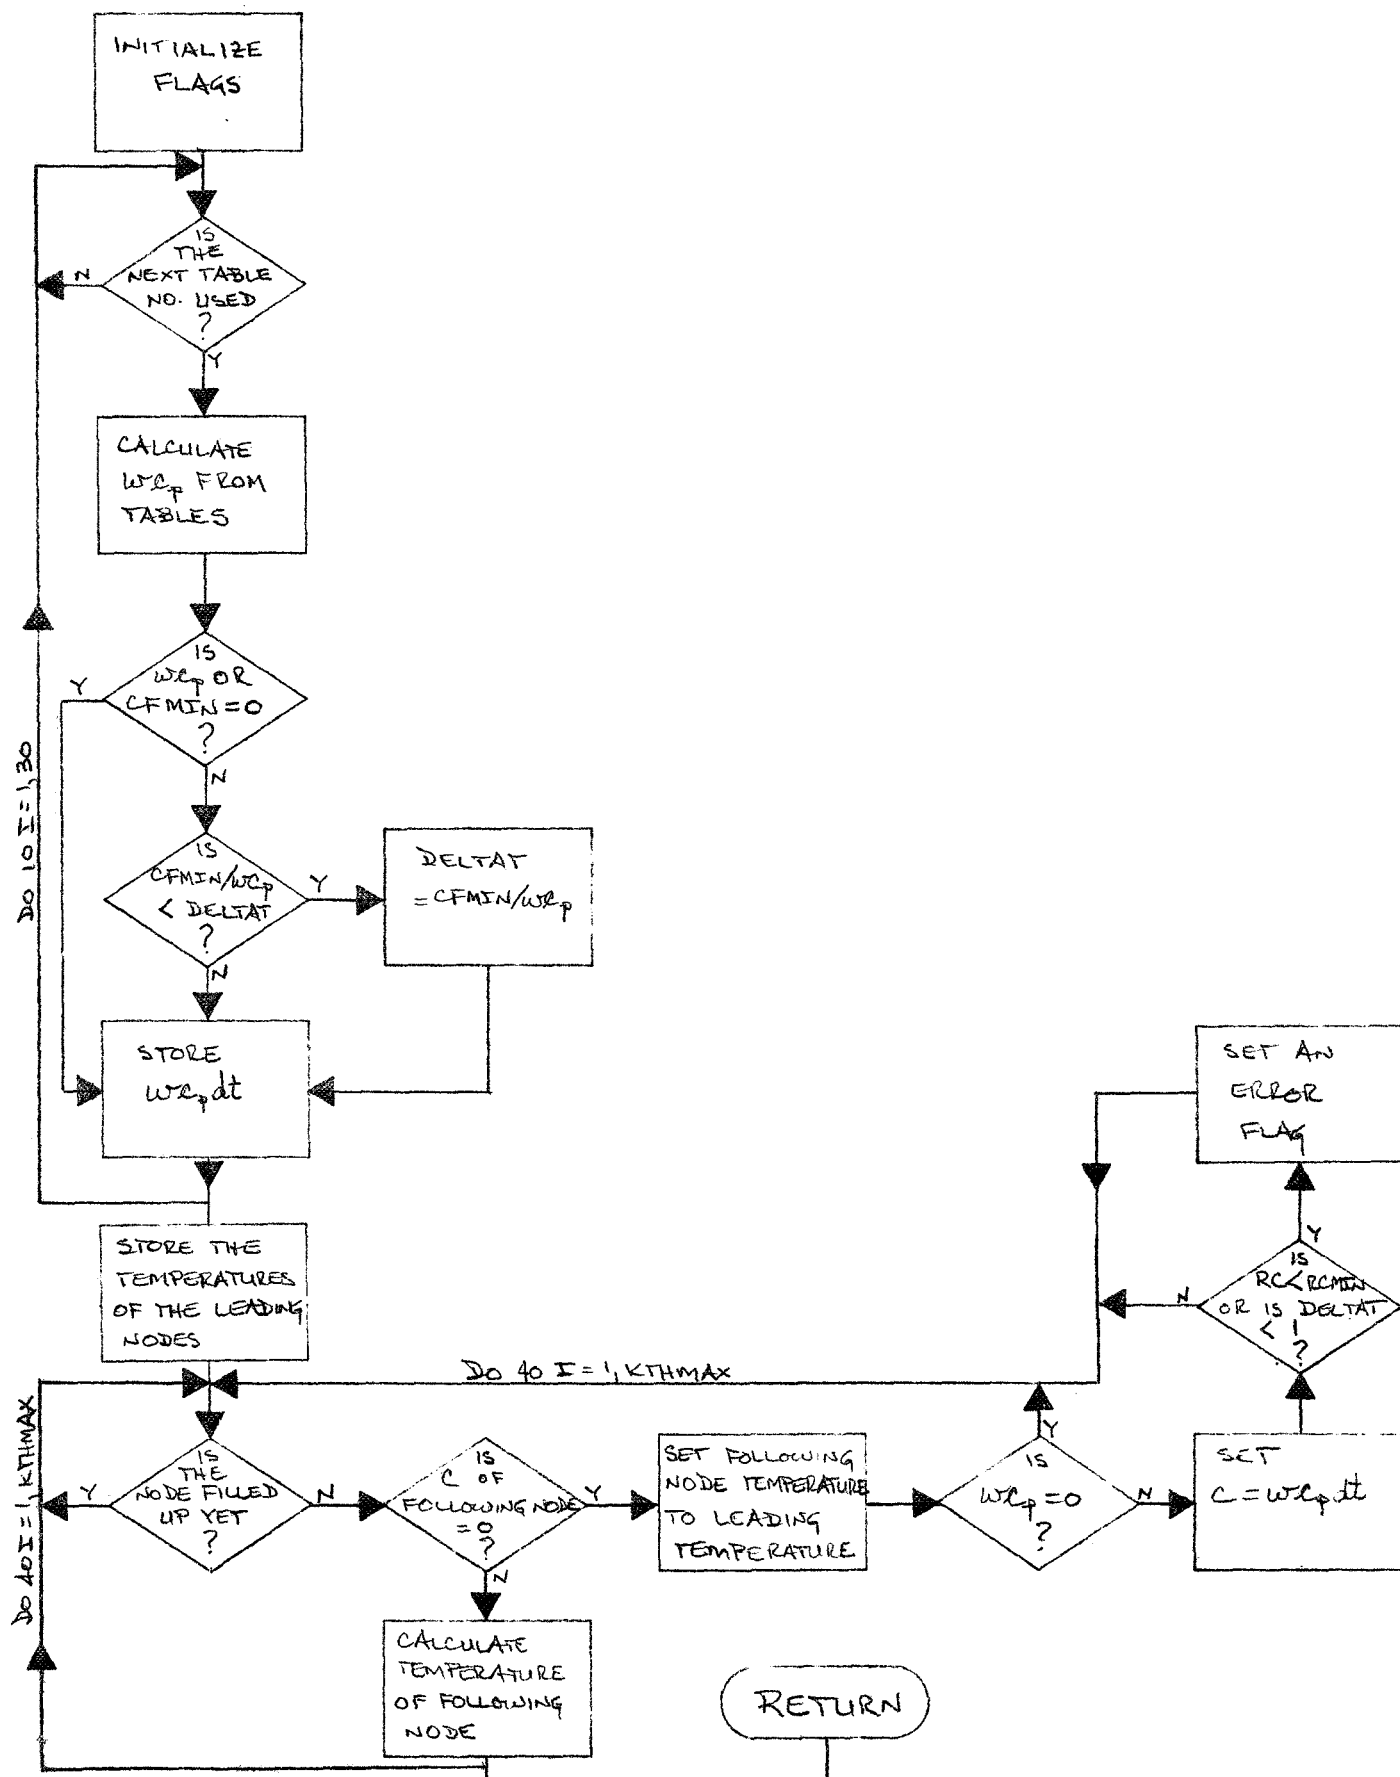 INITIALIZE
FLAGS
IS
THE
NEXT TABLE
NO. USED
?
N
Y
CALCULATE
wcp FROM
TABLES
IS
wcp OR
CFMIN = 0
?
Y
N
DO 10 I = 1, 30
IS
CFMIN/wcp
< DELTAT
?
Y
N
DELTAT
= CFMIN/wcp
STORE
wcp dt
SET AN
ERROR
FLAG
Y
IS
RC < RCMIN
OR IS DELTAT
< 1
?
N
STORE THE
TEMPERATURES
OF THE LEADING
NODES
DO 40 I = 1, KTHMAX
DO 40 I = 1, KTHMAX
IS
THE
NODE FILLED
UP YET
?
Y
N
IS
C OF
FOLLOWING NODE
= 0
?
Y
N
SET FOLLOWING
NODE TEMPERATURE
TO LEADING
TEMPERATURE
Y
IS
wcp = 0
?
N
SET
C = wcp dt
CALCULATE
TEMPERATURE
OF FOLLOWING
NODE
RETURN